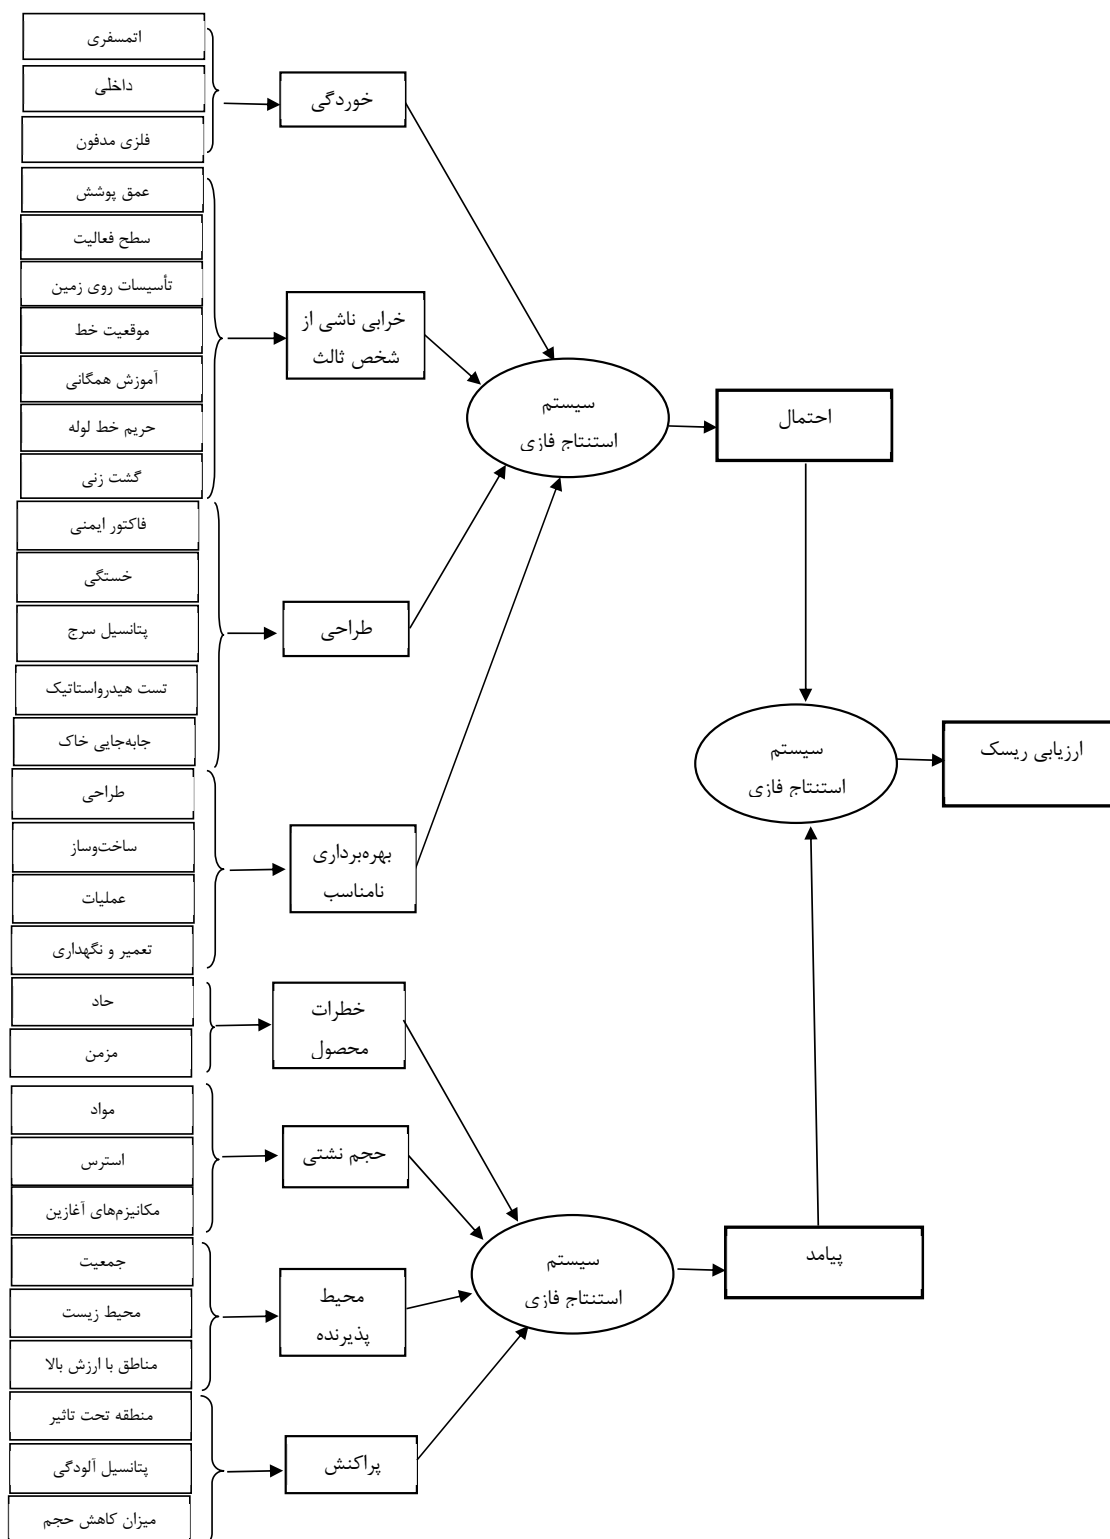 اتمسفری
داخلی
فلزی مدفون
عمق پوشش
سطح فعالیت
تأسیسات روی زمین
موقعیت خط
آموزش همگانی
حریم خط لوله
گشت زنی
فاکتور ایمنی
خستگی
پتانسیل سرج
تست هیدرواستاتیک
جابه‌جایی خاک
طراحی
ساخت‌وساز
عملیات
تعمیر و نگهداری
حاد
مزمن
مواد
استرس
مکانیزم‌های آغازین
جمعیت
محیط زیست
مناطق با ارزش بالا
منطقه تحت تاثیر
پتانسیل آلودگی
میزان کاهش حجم
خوردگی
خرابی ناشی از
شخص ثالث
طراحی
بهره‌برداری
نامناسب
خطرات
محصول
حجم نشتی
محیط
پذیرنده
پراکنش
سیستم
استنتاج فازی
سیستم
استنتاج فازی
احتمال
پیامد
سیستم
استنتاج فازی
ارزیابی ریسک